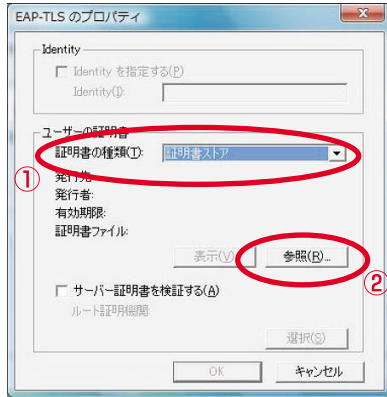 EAP-TLS のプロパティ
Identity
Identity を指定する(P)
Identity(I):
ユーザーの証明書
証明書の種類(T): 証明書ストア
①
発行先:
発行者:
有効期限:
証明書ファイル:
表示(V) 参照(R)...
②
サーバー証明書を検証する(A)
ルート証明機関:
選択(S)
OK キャンセル